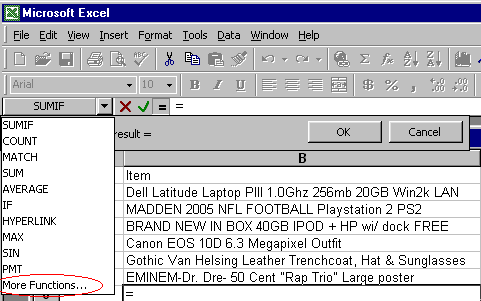 Microsoft Excel
File Edit View Insert Format Tools Data Window Help
Arial 10 B I U $ % ,
SUMIF = =
SUMIF
COUNT
MATCH
SUM
AVERAGE
IF
HYPERLINK
MAX
SIN
PMT
More Functions...
result =
OK Cancel
B
Item
Dell Latitude Laptop PIII 1.0Ghz 256mb 20GB Win2k LAN
MADDEN 2005 NFL FOOTBALL Playstation 2 PS2
BRAND NEW IN BOX 40GB IPOD + HP wi/ dock FREE
Canon EOS 10D 6.3 Megapixel Outfit
Gothic Van Helsing Leather Trenchcoat, Hat & Sunglasses
EMINEM-Dr. Dre- 50 Cent "Rap Trio" Large poster
=